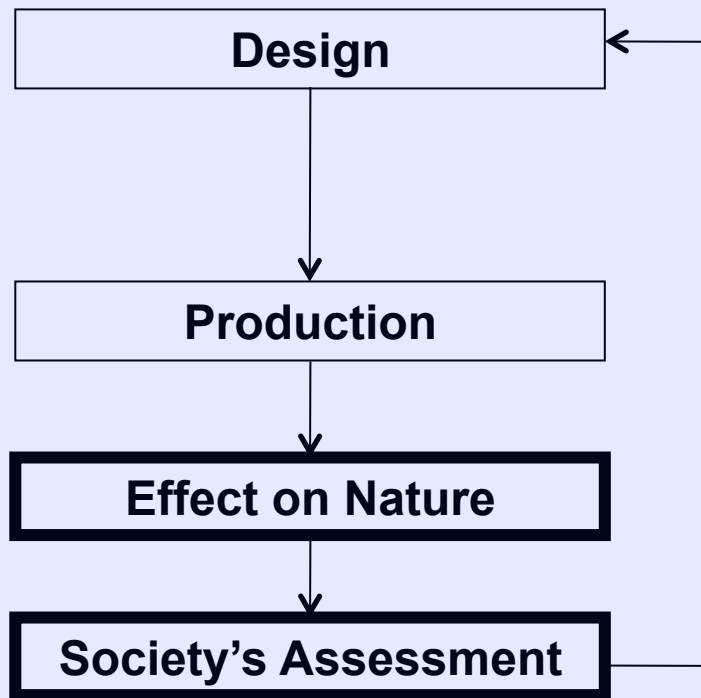 Design
Production
Effect on Nature
Society’s Assessment